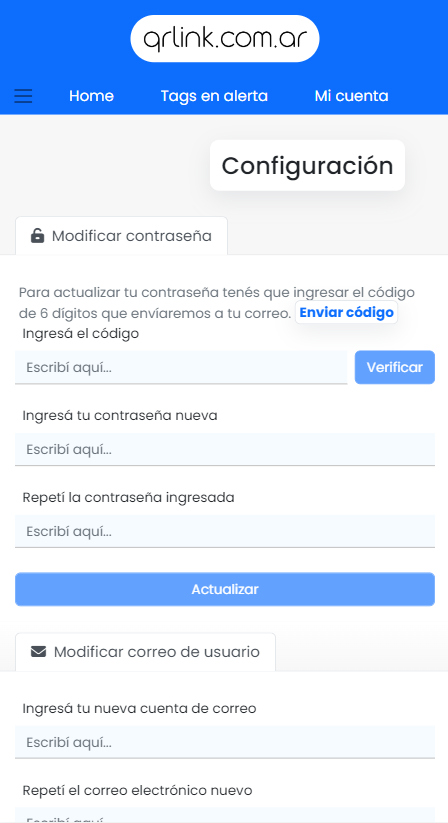 qrlink.com.ar
Home Tags en alerta Mi cuenta
Configuración
Modificar contraseña
Para actualizar tu contraseña tenés que ingresar el código
de 6 dígitos que envíaremos a tu correo. Enviar código
Ingresá el código
Escribí aquí... Verificar
Ingresá tu contraseña nueva
Escribí aquí...
Repetí la contraseña ingresada
Escribí aquí...
Actualizar
Modificar correo de usuario
Ingresá tu nueva cuenta de correo
Escribí aquí...
Repetí el correo electrónico nuevo
Escribí aquí...